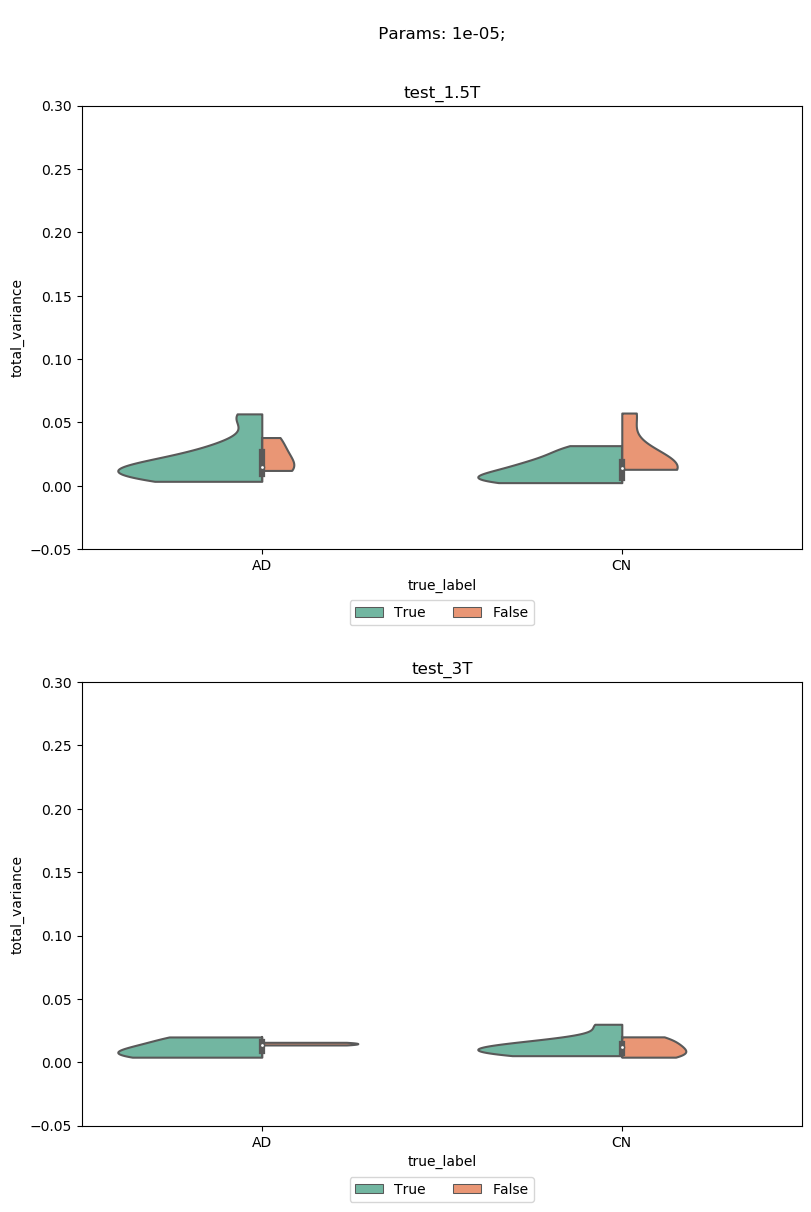 Params: 1e-05;
test_1.5T
0.30
0.25
0.20
0.15
0.10
0.05
0.00
−0.05
total_variance
AD CN
true_label
True False
test_3T
0.30
0.25
0.20
0.15
0.10
0.05
0.00
−0.05
total_variance
AD CN
true_label
True False